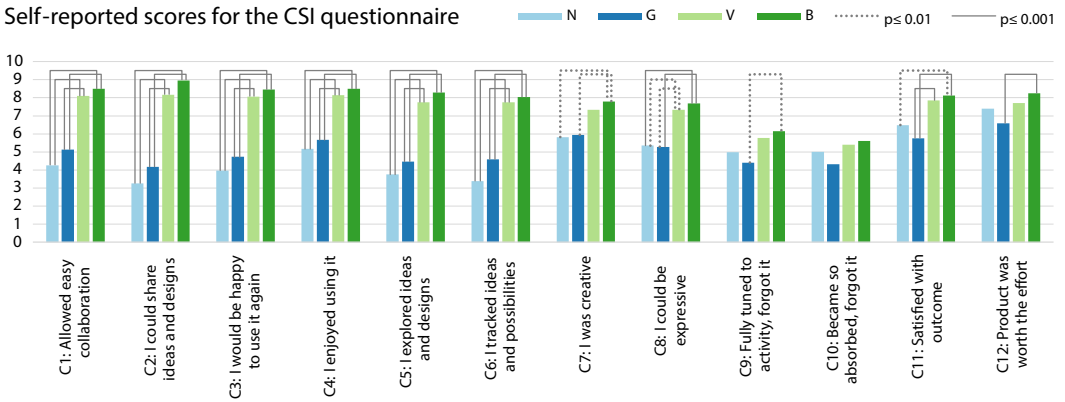 Self-reported scores for the CSI questionnaire
N G V B p≤ 0.01 p≤ 0.001
10
9
8
7
6
5
4
3
2
1
0
C1: Allowed easy
collaboration
C2: I could share
ideas and designs
C3: I would be happy
to use it again
C4: I enjoyed using it
C5: I explored ideas
and designs
C6: I tracked ideas
and possibilities
C7: I was creative
C8: I could be
expressive
C9: Fully tuned to
activity, forgot it
C10: Became so
absorbed, forgot it
C11: Satisfied with
outcome
C12: Product was
worth the effort